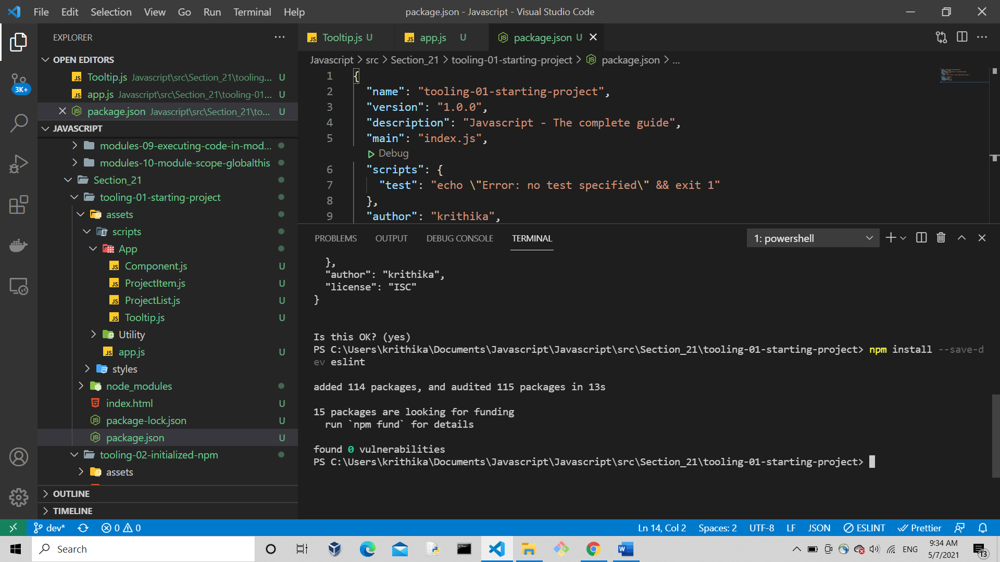 File Edit Selection View Go Run Terminal Help
package.json - Javascript - Visual Studio Code
EXPLORER
OPEN EDITORS
JS Tooltip.js Javascript\src\Section_21\tooling... U
JS app.js Javascript\src\Section_21\tooling-01... U
package.json Javascript\src\Section_21\to... U
JAVASCRIPT
modules-09-executing-code-in-mod...
modules-10-module-scope-globalthis
Section_21
tooling-01-starting-project
assets
scripts
App
JS Component.js U
JS ProjectItem.js U
JS ProjectList.js U
JS Tooltip.js U
Utility
JS app.js U
styles
node_modules
index.html U
package-lock.json U
package.json U
tooling-02-initialized-npm
assets
OUTLINE
TIMELINE
3K+
JS Tooltip.js U
JS app.js U
package.json U
Javascript > src > Section_21 > tooling-01-starting-project > package.json > ...
1 {
2 "name": "tooling-01-starting-project",
3 "version": "1.0.0",
4 "description": "Javascript - The complete guide",
5 "main": "index.js",
Debug
6 "scripts": {
7 "test": "echo \"Error: no test specified\" && exit 1"
8 },
9 "author": "krithika",
PROBLEMS OUTPUT DEBUG CONSOLE TERMINAL
1: powershell
},
"author": "krithika",
"license": "ISC"
}
Is this OK? (yes)
PS C:\Users\krithika\Documents\Javascript\Javascript\src\Section_21\tooling-01-starting-project> npm install --save-d
ev eslint
added 114 packages, and audited 115 packages in 13s
15 packages are looking for funding
run `npm fund` for details
found 0 vulnerabilities
PS C:\Users\krithika\Documents\Javascript\Javascript\src\Section_21\tooling-01-starting-project>
dev* 0 0
Ln 14, Col 2 Spaces: 2 UTF-8 LF JSON ESLINT Prettier
Search
W
ENG
9:34 AM
5/7/2021
13